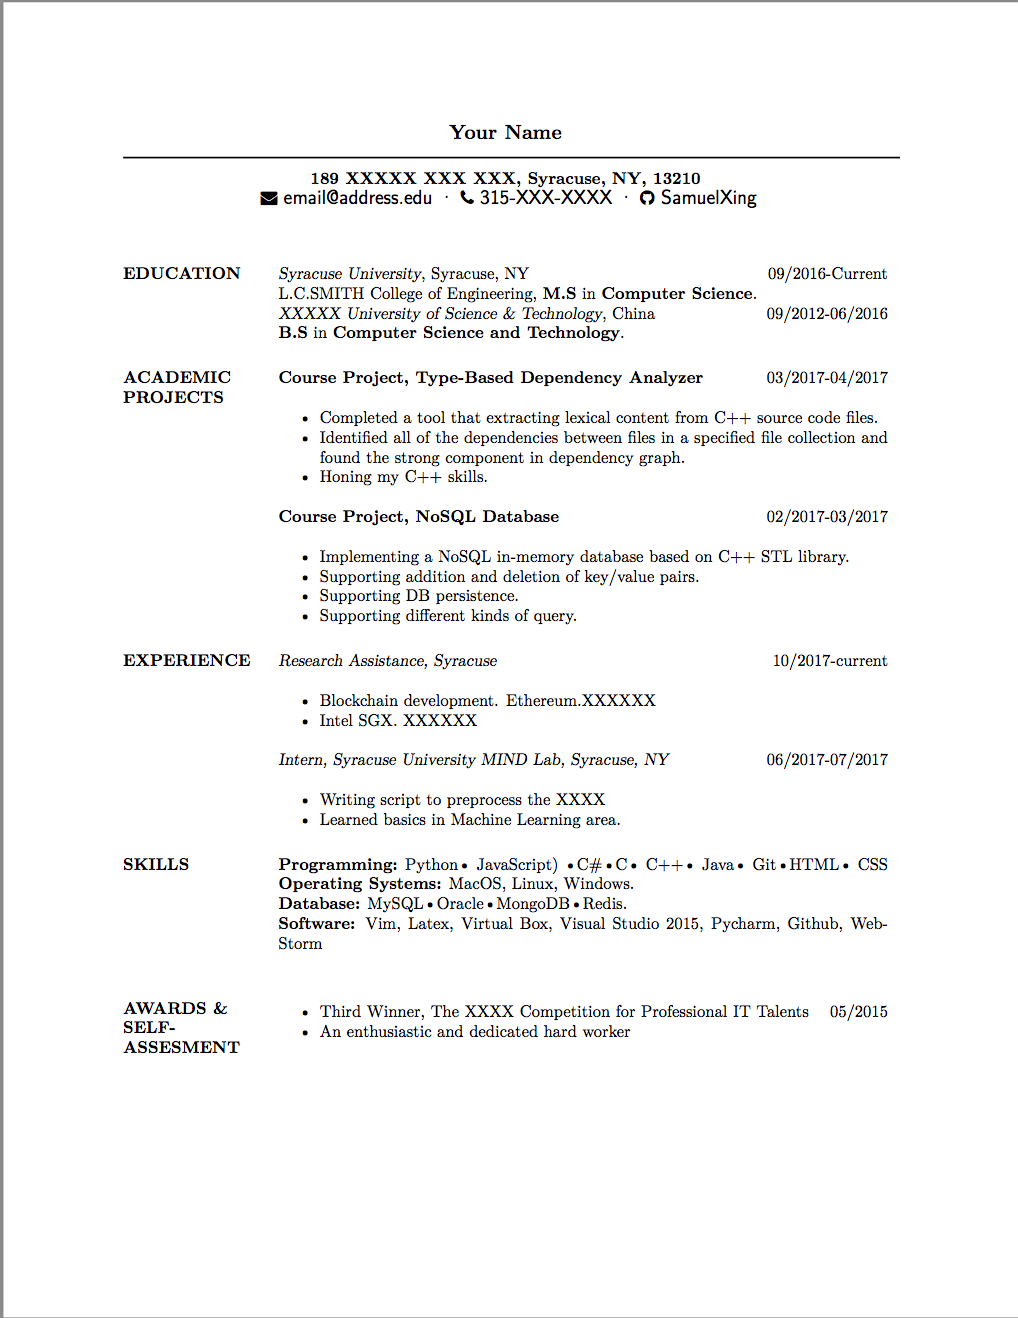 Your Name
189 XXXXX XXX XXX, Syracuse, NY, 13210
email@address.edu · 315-XXX-XXXX · SamuelXing
EDUCATION
Syracuse University, Syracuse, NY 09/2016-Current
L.C.SMITH College of Engineering, M.S in Computer Science.
XXXXX University of Science & Technology, China 09/2012-06/2016
B.S in Computer Science and Technology.
ACADEMIC
PROJECTS
Course Project, Type-Based Dependency Analyzer 03/2017-04/2017
• Completed a tool that extracting lexical content from C++ source code files.
• Identified all of the dependencies between files in a specified file collection and
found the strong component in dependency graph.
• Honing my C++ skills.
Course Project, NoSQL Database 02/2017-03/2017
• Implementing a NoSQL in-memory database based on C++ STL library.
• Supporting addition and deletion of key/value pairs.
• Supporting DB persistence.
• Supporting different kinds of query.
EXPERIENCE
Research Assistance, Syracuse 10/2017-current
• Blockchain development. Ethereum.XXXXXX
• Intel SGX. XXXXXX
Intern, Syracuse University MIND Lab, Syracuse, NY 06/2017-07/2017
• Writing script to preprocess the XXXX
• Learned basics in Machine Learning area.
SKILLS
Programming: Python• JavaScript) •C#•C• C++• Java• Git•HTML• CSS
Operating Systems: MacOS, Linux, Windows.
Database: MySQL•Oracle•MongoDB•Redis.
Software: Vim, Latex, Virtual Box, Visual Studio 2015, Pycharm, Github, Web-
Storm
AWARDS &
SELF-
ASSESMENT
• Third Winner, The XXXX Competition for Professional IT Talents 05/2015
• An enthusiastic and dedicated hard worker